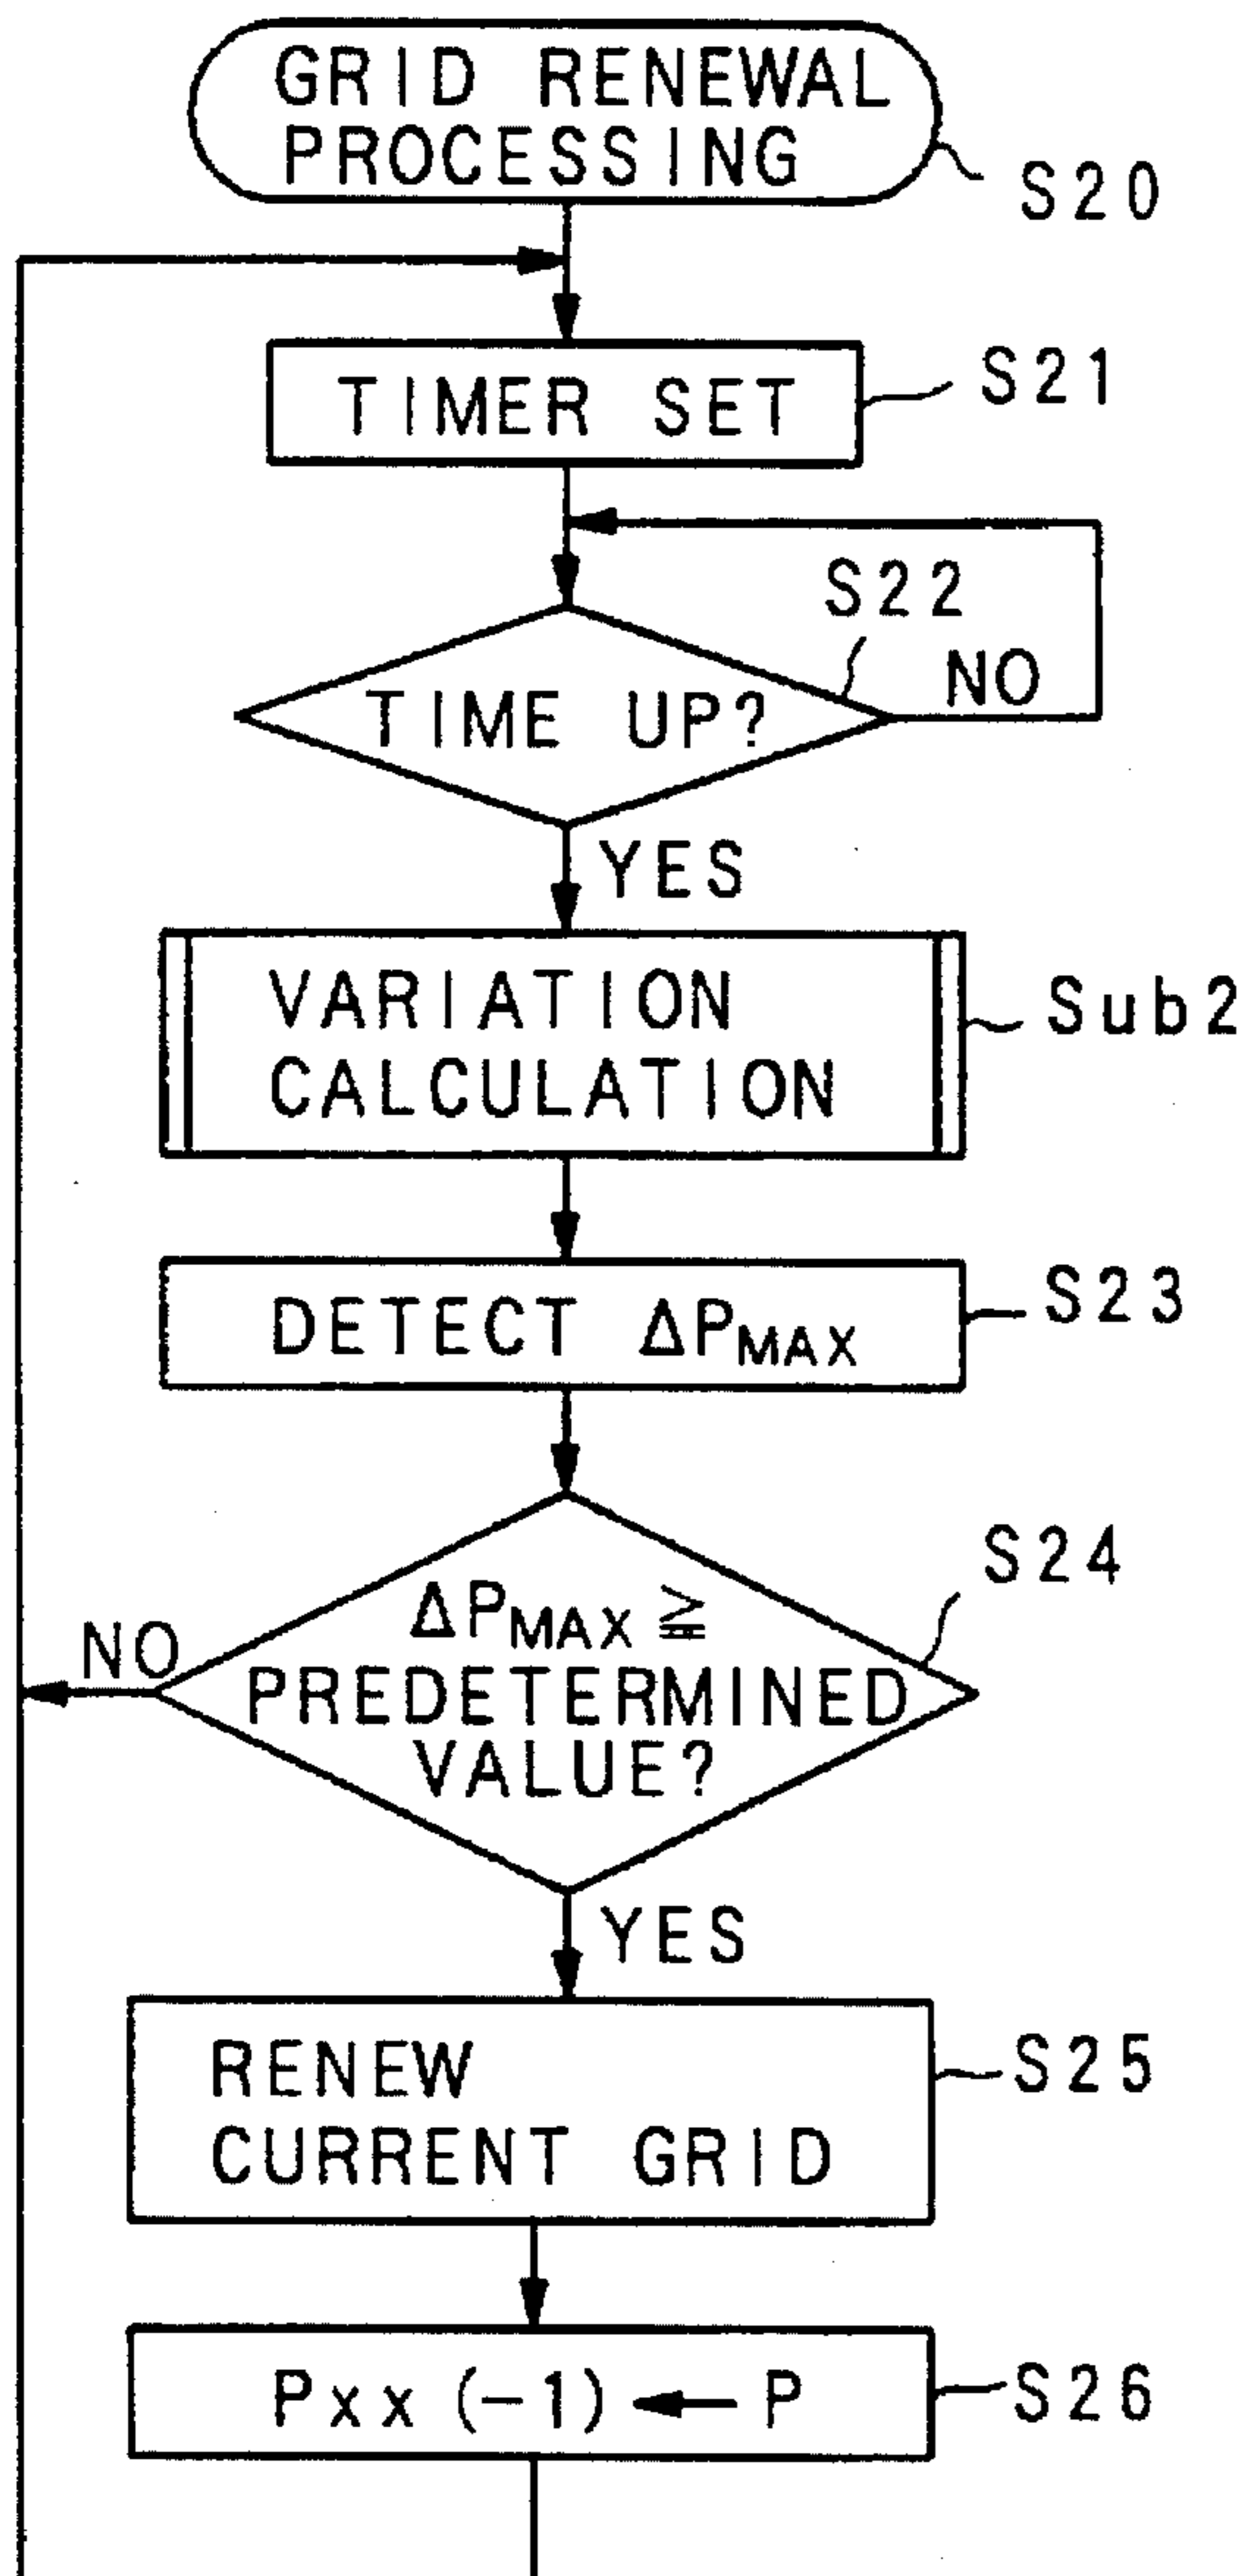 GRID RENEWAL
PROCESSING
S20
TIMER SET
S21
S22
TIME UP?
NO
YES
VARIATION
CALCULATION
Sub2
DETECT ΔPMAX
S23
S24
ΔPMAX ≧
PREDETERMINED
VALUE?
NO
YES
RENEW
CURRENT GRID
S25
Pxx (-1) ← P
S26